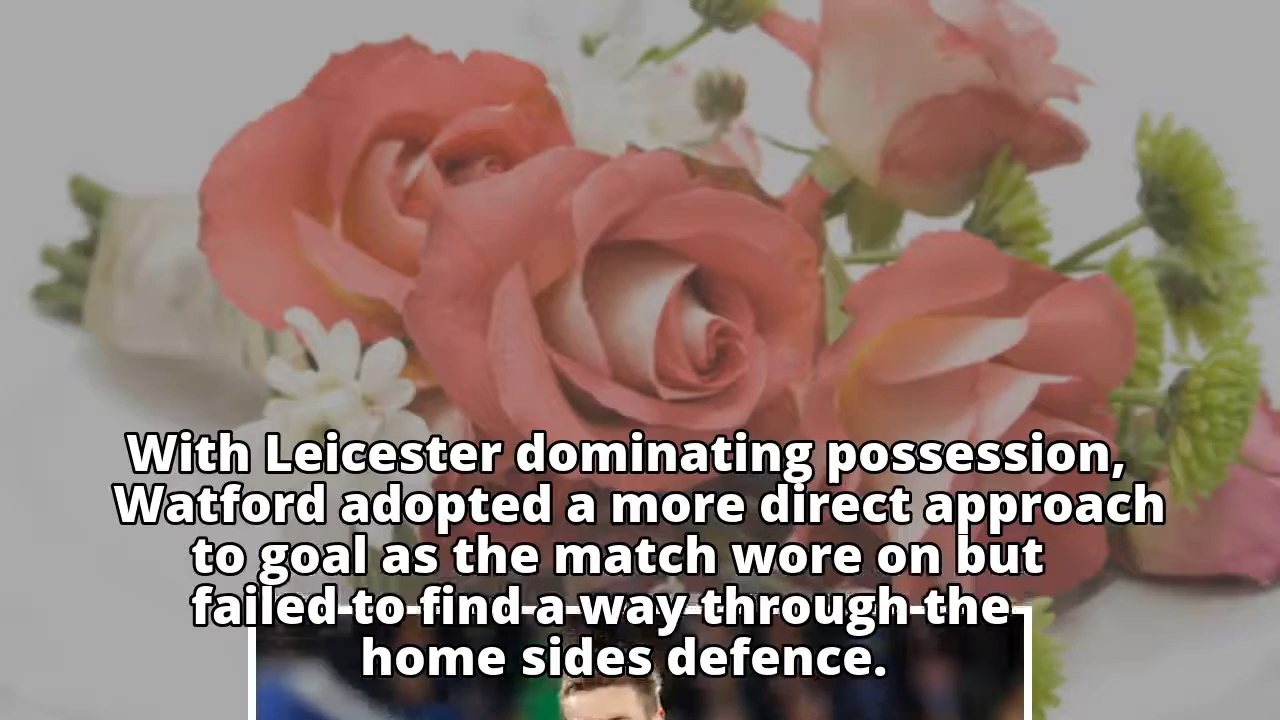 With Leicester dominating possession,
Watford adopted a more direct approach
to goal as the match wore on but
failed to find a way through the
home sides defence.